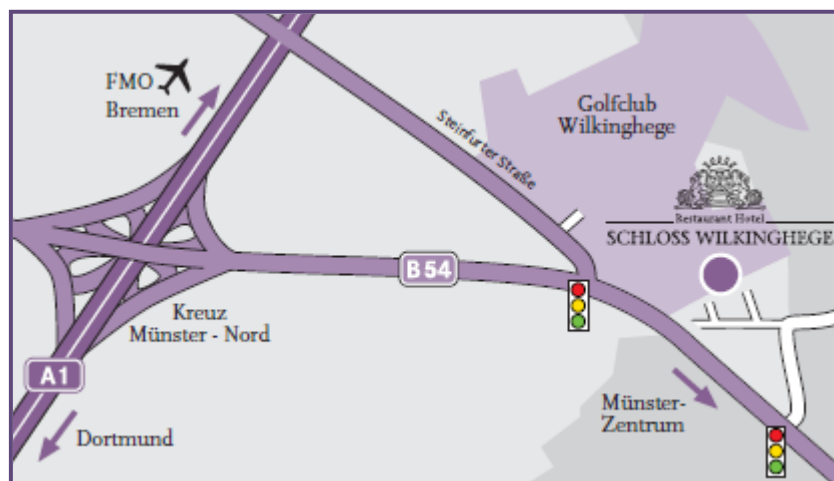 FMO
Bremen
Steinfurter Straße
Golfclub
Wilkinghege
Restaurant Hotel
SCHLOSS WILKINGHEGE
B 54
Kreuz
Münster - Nord
A1
Dortmund
Münster-
Zentrum